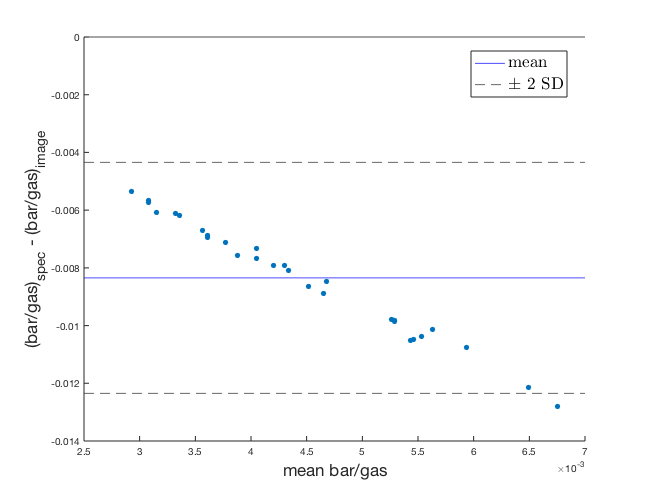 0
-0.002
-0.004
-0.006
-0.008
-0.01
-0.012
-0.014
(bar/gas)spec - (bar/gas)image
mean
± 2 SD
2.5 3 3.5 4 4.5 5 5.5 6 6.5 7
×10-3
mean bar/gas